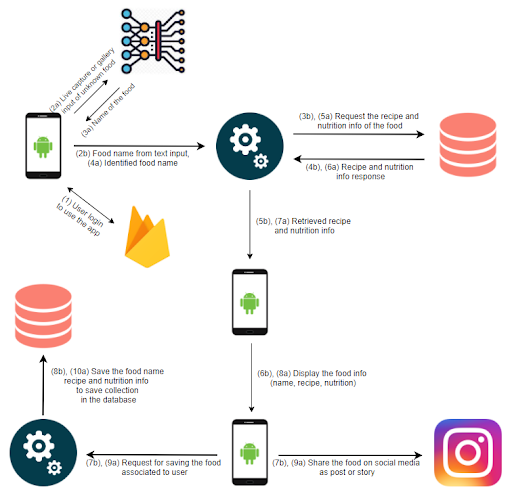 (2a) Live capture or gallery
input of unknown food
(3a) Name of the food
(3b), (5a) Request the recipe and
nutrition info of the food
(2b) Food name from text input,
(4a) Identified food name
(4b), (6a) Recipe and nutrition
info response
(1) User login
to use the app
(5b), (7a) Retrieved recipe
and nutrition info
(6b), (8a) Display the food info
(name, recipe, nutrition)
(8b), (10a) Save the food name
recipe and nutrition info
to save collection
in the database
(7b), (9a) Request for saving the food
associated to user
(7b), (9a) Share the food on social media
as post or story